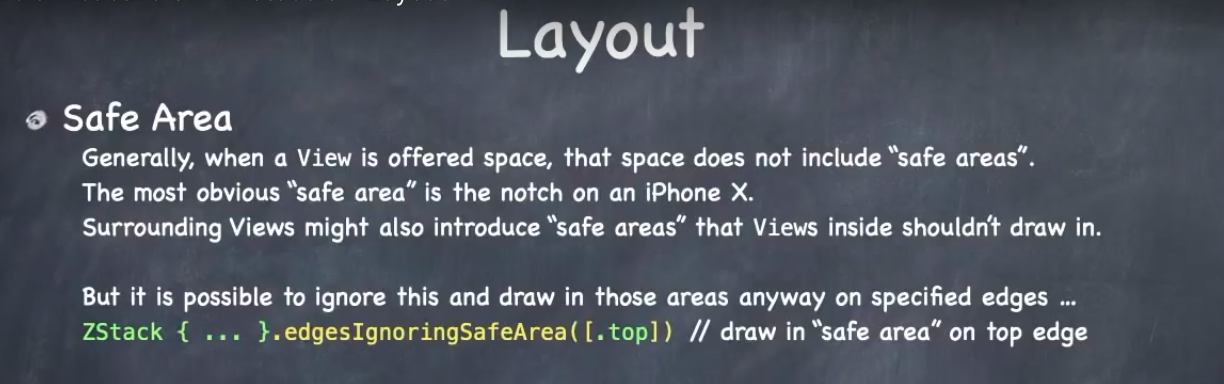 Layout
Safe Area
Generally, when a View is offered space, that space does not include “safe areas”.
The most obvious “safe area” is the notch on an iPhone X.
Surrounding Views might also introduce “safe areas” that Views inside shouldn’t draw in.
But it is possible to ignore this and draw in those areas anyway on specified edges ...
ZStack { ... }.edgesIgnoringSafeArea([.top]) // draw in “safe area” on top edge